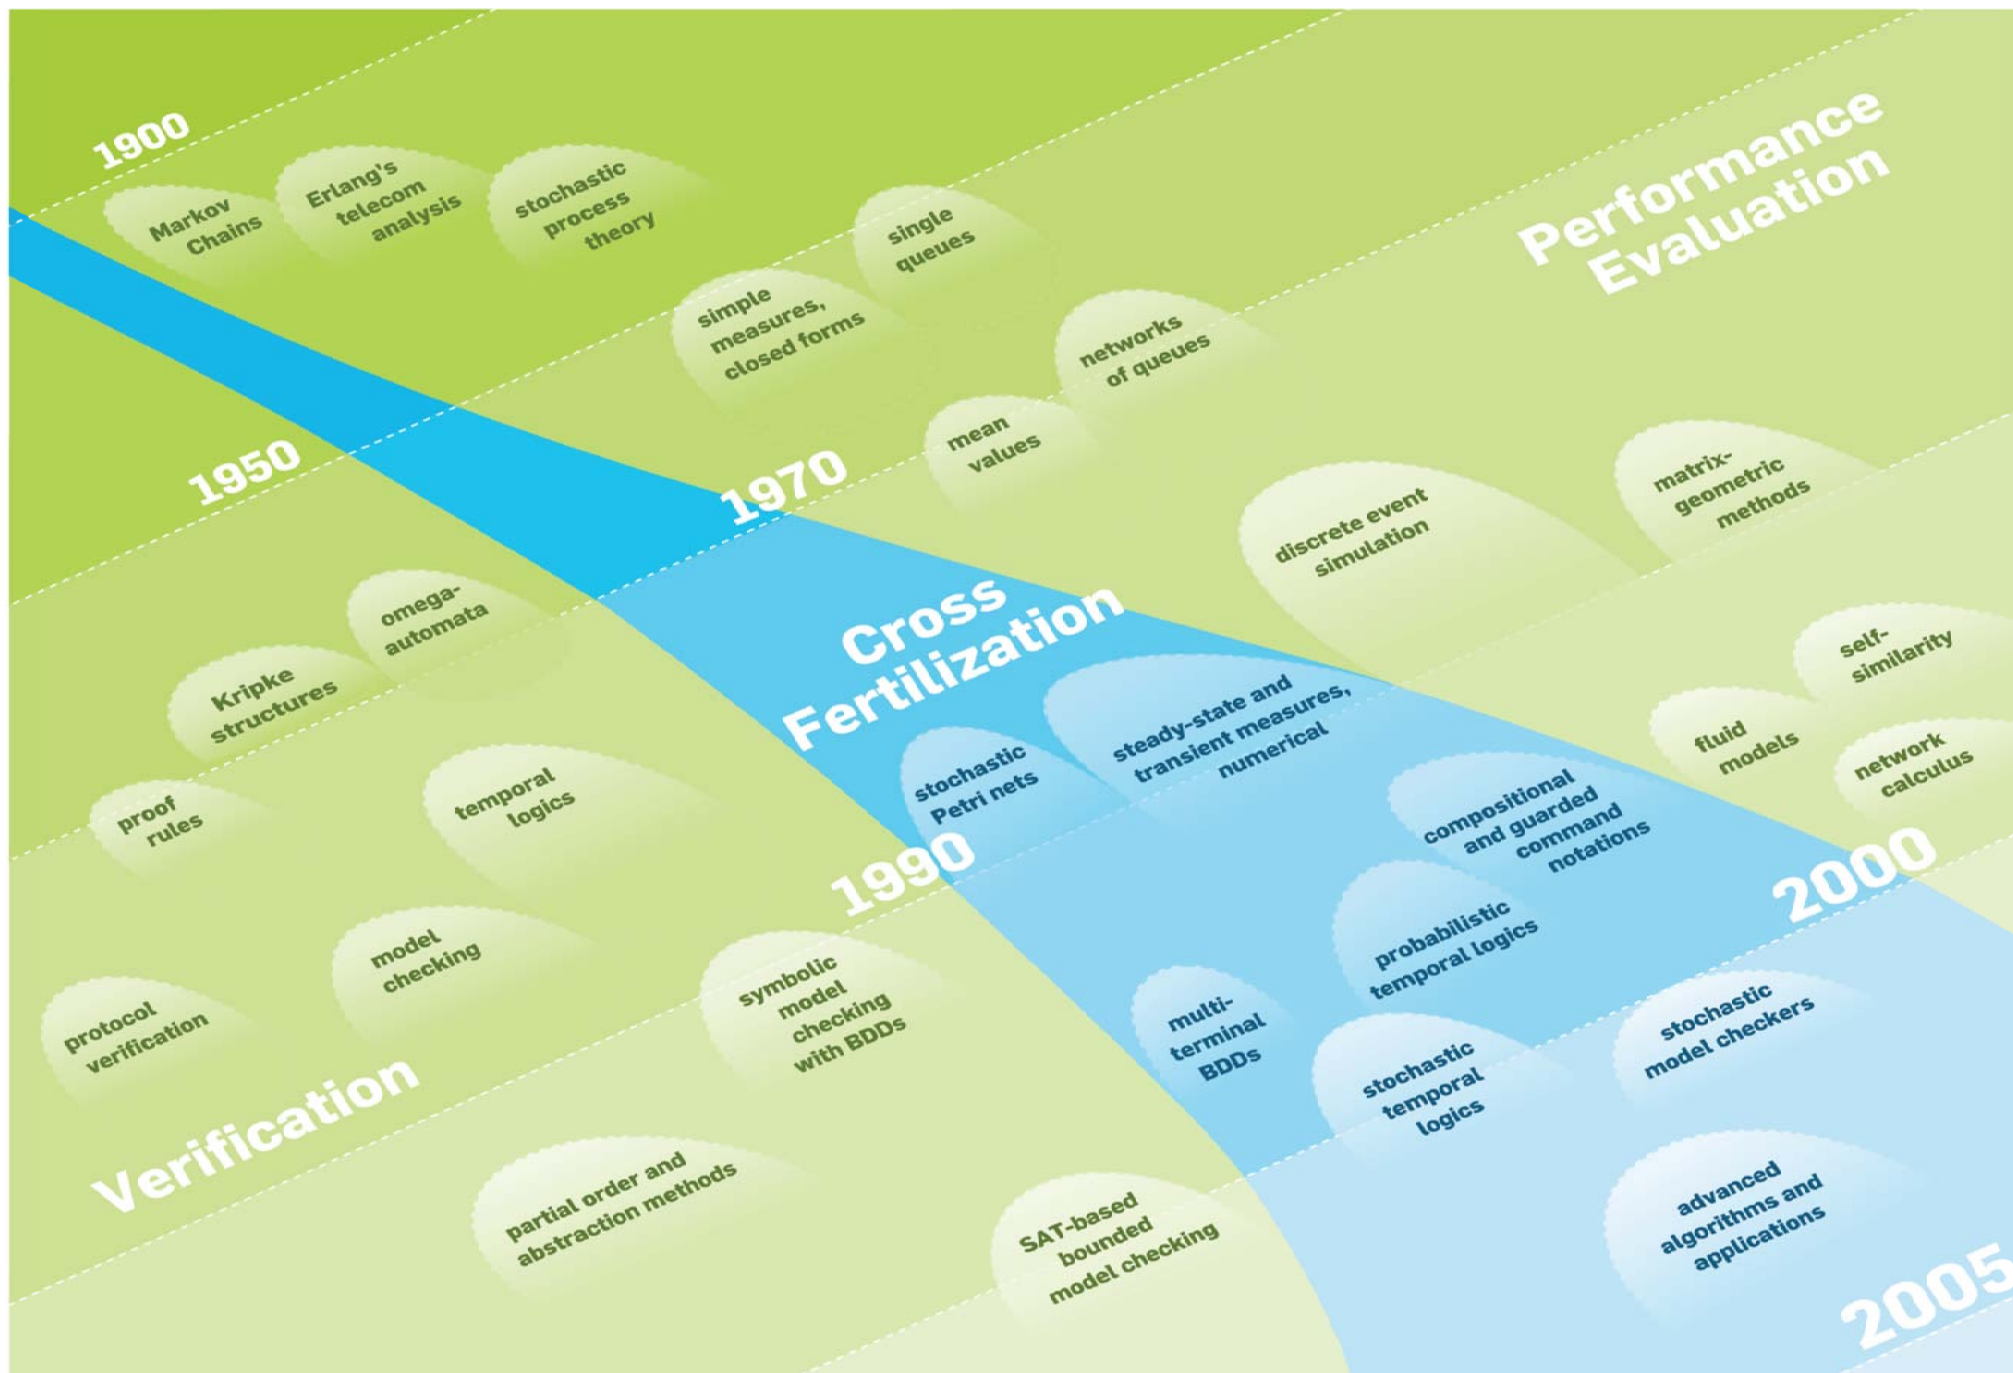 1900
Markov
Chains
Erlang's
telecom
analysis
stochastic
process
theory
single
queues
simple
measures,
closed forms
networks
of queues
mean
values
Performance
Evaluation
1950
1970
omega-
automata
Kripke
structures
proof
rules
temporal
logics
model
checking
protocol
verification
Verification
Cross
Fertilization
discrete event
simulation
matrix-
geometric
methods
stochastic
Petri nets
steady-state and
transient measures,
numerical
1990
self-
similarity
fluid
models
network
calculus
compositional
and guarded
command
notations
probabilistic
temporal logics
multi-
terminal
BDDs
stochastic
temporal
logics
symbolic
model
checking
with BDDs
partial order and
abstraction methods
SAT-based
bounded
model checking
2000
stochastic
model checkers
advanced
algorithms and
applications
2005